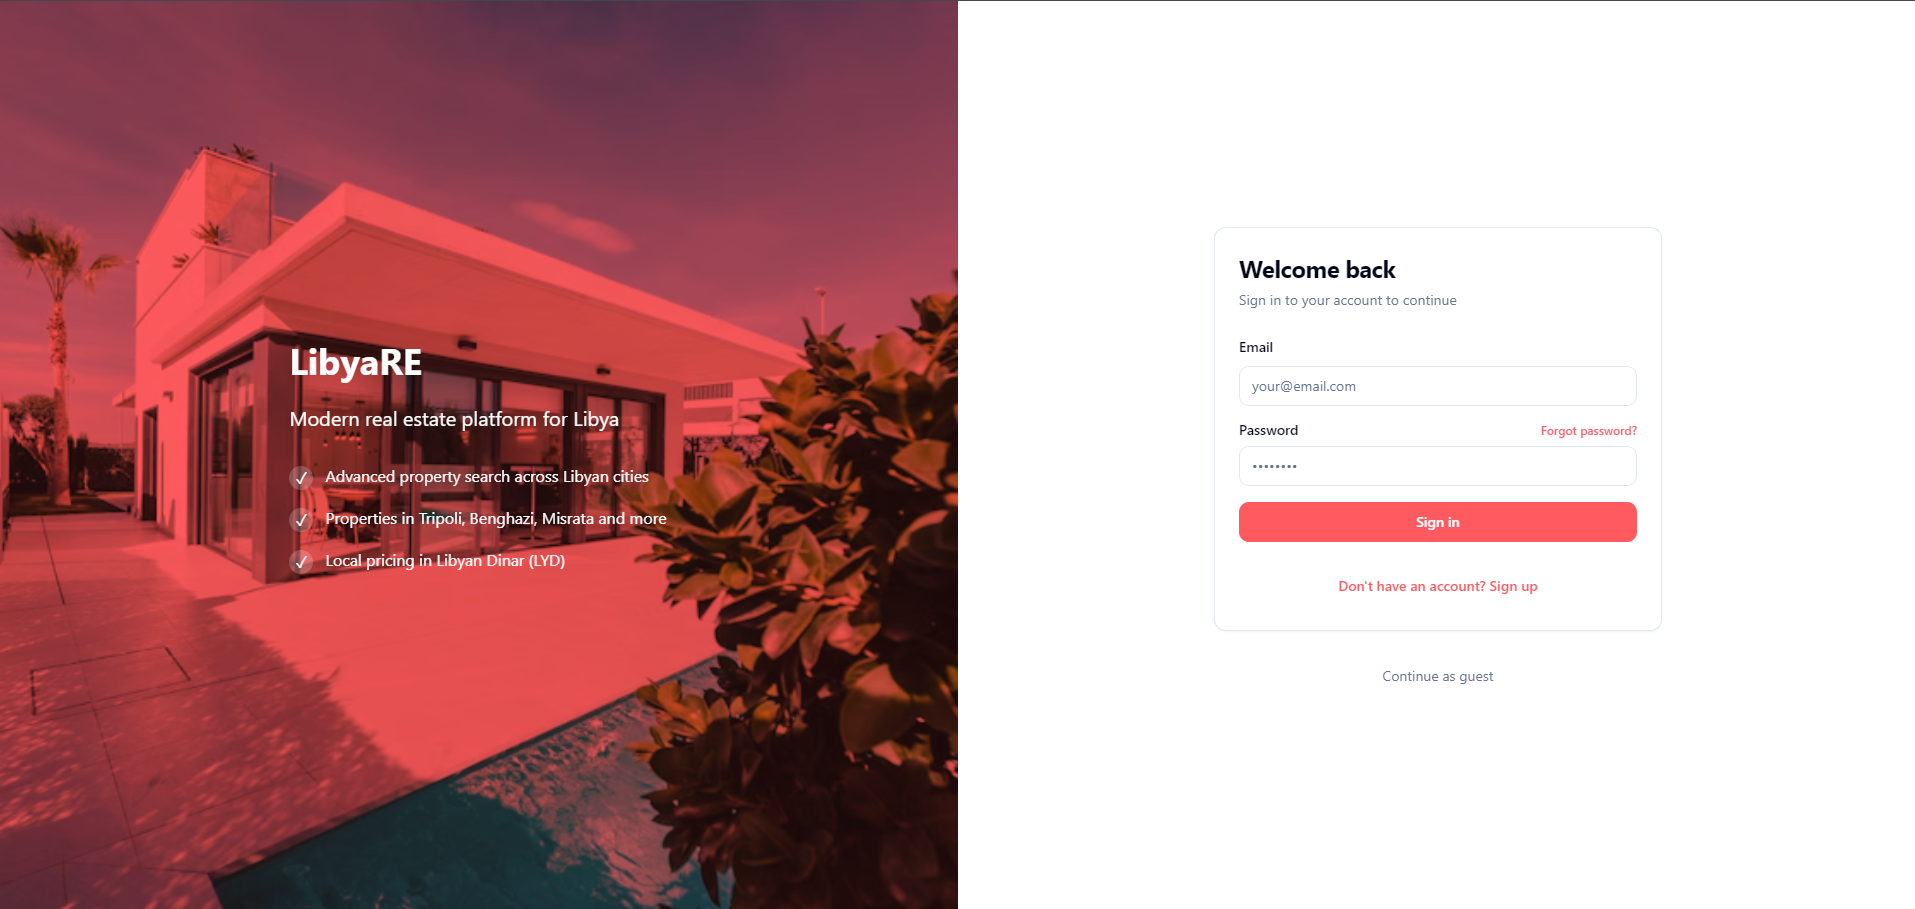 LibyaRE
Modern real estate platform for Libya
✓ Advanced property search across Libyan cities
✓ Properties in Tripoli, Benghazi, Misrata and more
✓ Local pricing in Libyan Dinar (LYD)
Welcome back
Sign in to your account to continue
Email
your@email.com
Password Forgot password?
••••••••
Sign in
Don't have an account? Sign up
Continue as guest